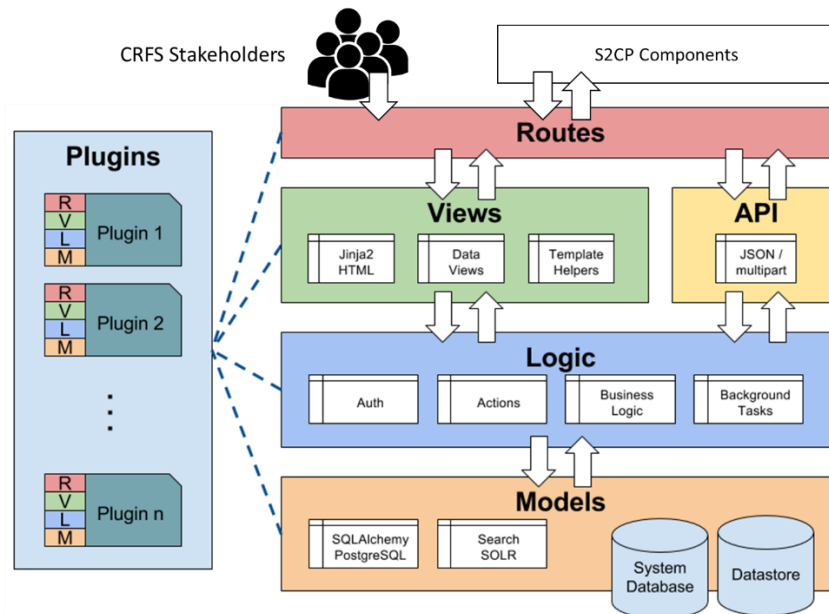 CRFS Stakeholders
S2CP Components
Plugins
R
V
L
M
Plugin 1
R
V
L
M
Plugin 2
R
V
L
M
Plugin n
Routes
Views
Jinja2
HTML
Data
Views
Template
Helpers
API
JSON /
multipart
Logic
Auth
Actions
Business
Logic
Background
Tasks
Models
SQLAlchemy
PostgreSQL
Search
SOLR
System
Database
Datastore